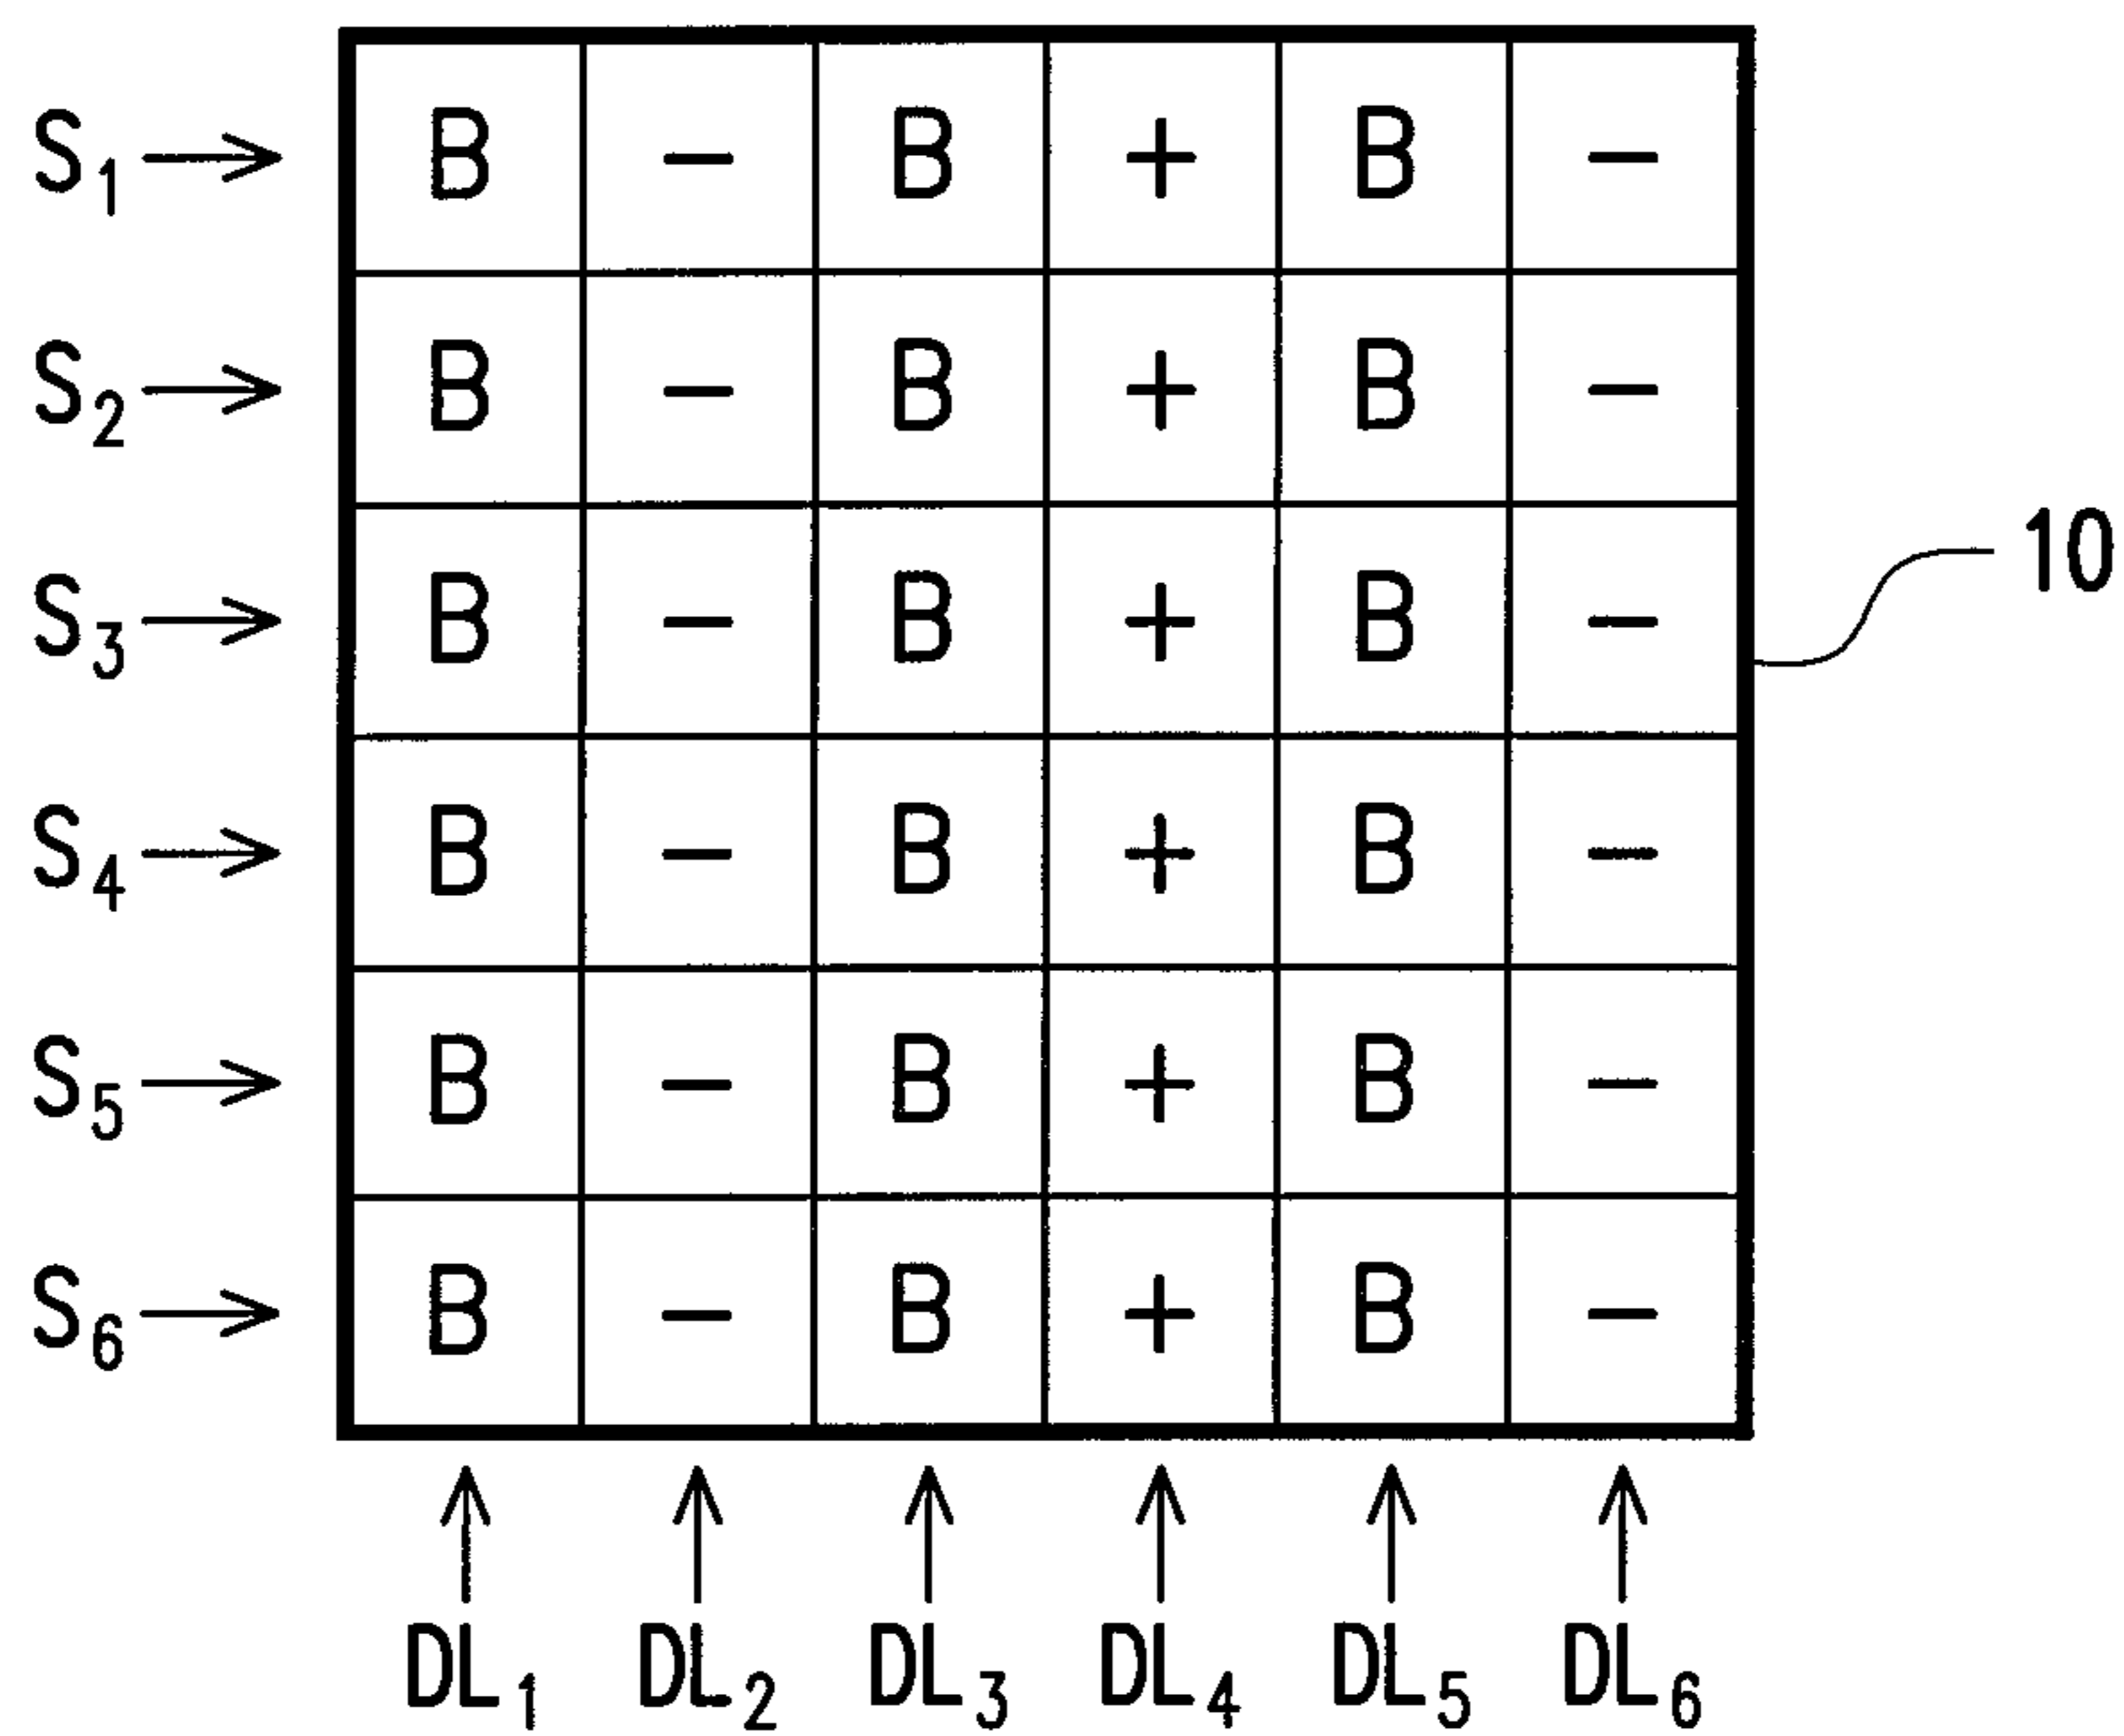 S1 B − B + B −
S2 B − B + B −
S3 B − B + B −
10
S4 B − B + B −
S5 B − B + B −
S6 B − B + B −
DL1 DL2 DL3 DL4 DL5 DL6